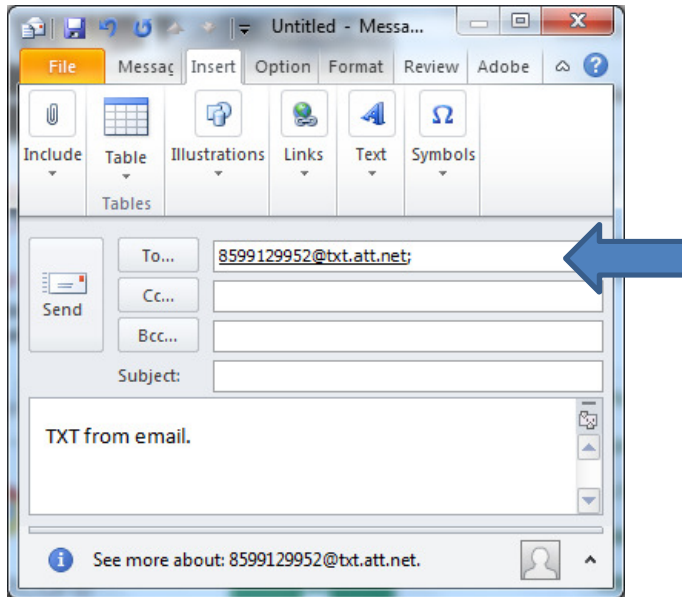 Untitled - Messa...
File Messaç Insert Option Format Review Adobe
Include Table Illustrations Links Text Symbols
Tables
To... 8599129952@txt.att.net;
Send
Cc...
Bcc...
Subject:
TXT from email.
See more about: 8599129952@txt.att.net.